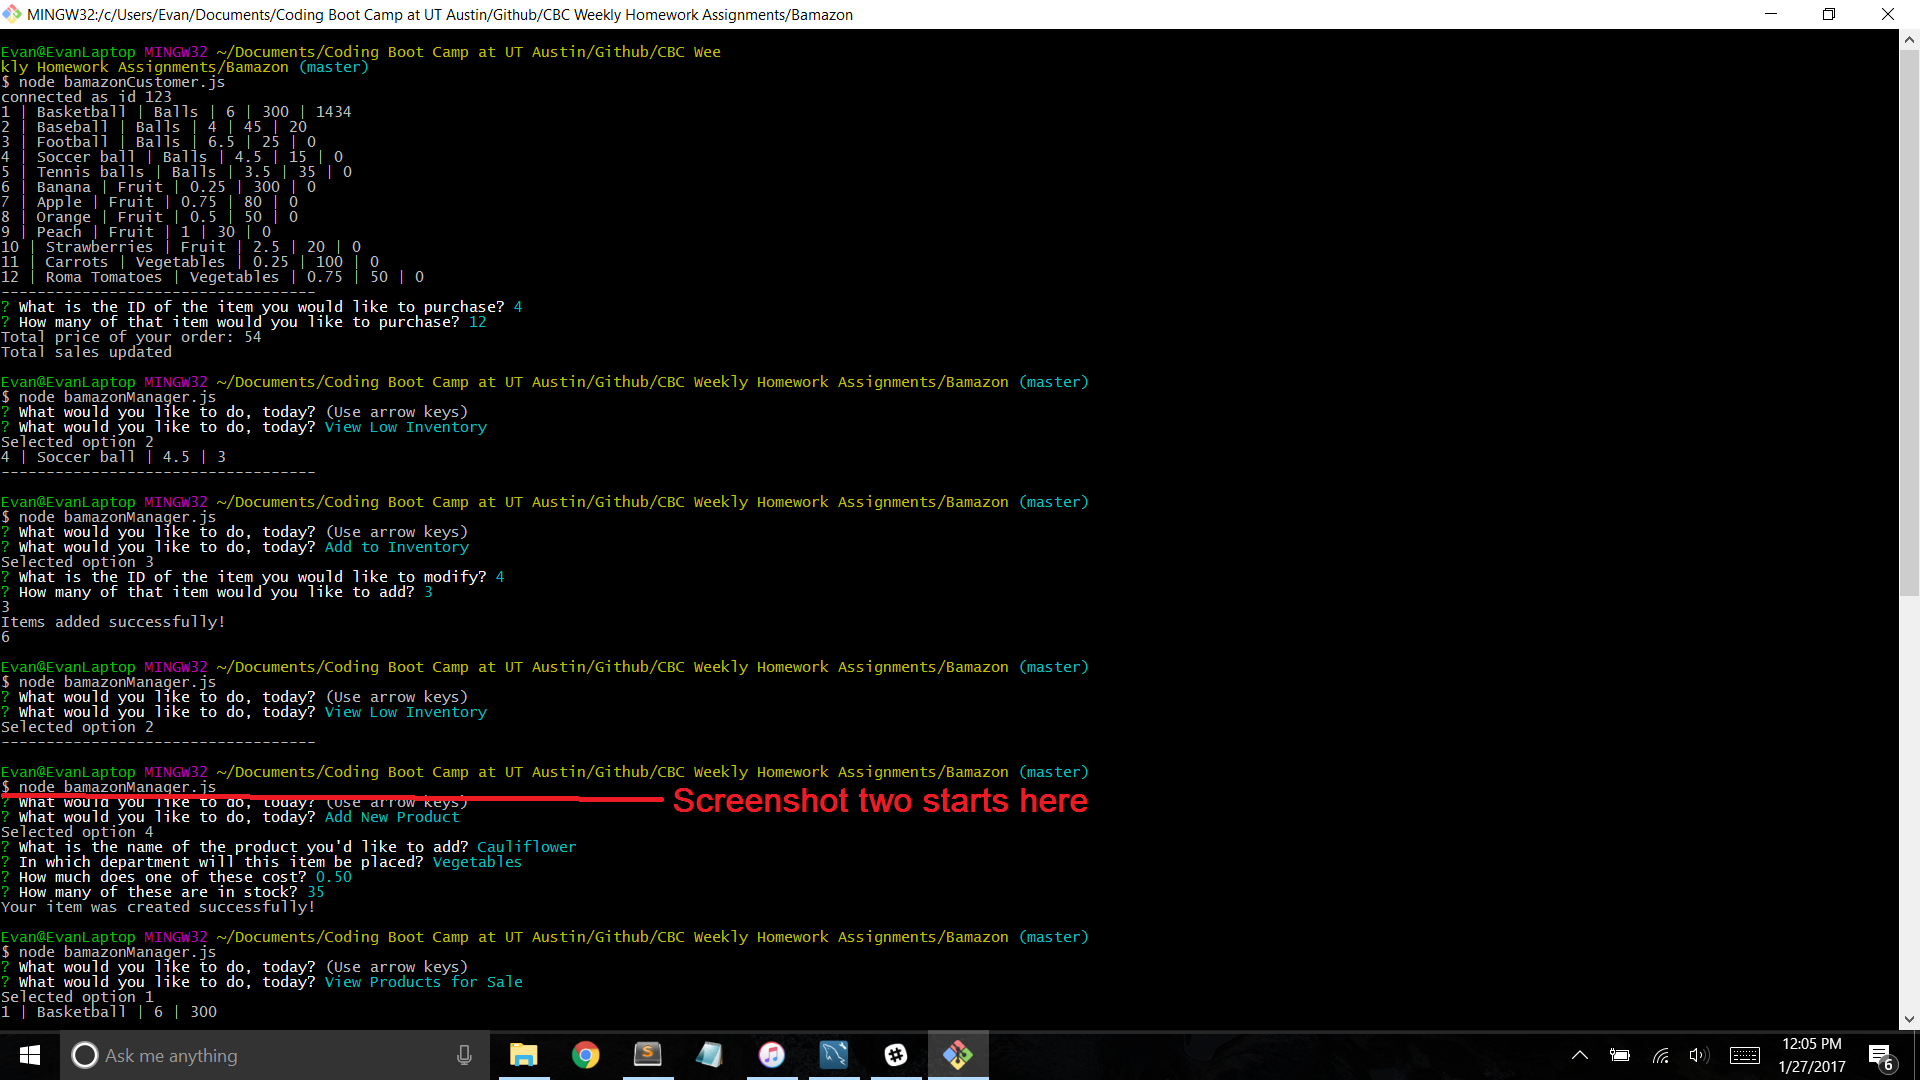 MINGW32:/c/Users/Evan/Documents/Coding Boot Camp at UT Austin/Github/CBC Weekly Homework Assignments/Bamazon
Evan@EvanLaptop MINGW32 ~/Documents/Coding Boot Camp at UT Austin/Github/CBC Wee
kly Homework Assignments/Bamazon (master)
$ node bamazonCustomer.js
connected as id 123
1 | Basketball | Balls | 6 | 300 | 1434
2 | Baseball | Balls | 4 | 45 | 20
3 | Football | Balls | 6.5 | 25 | 0
4 | Soccer ball | Balls | 4.5 | 15 | 0
5 | Tennis balls | Balls | 3.5 | 35 | 0
6 | Banana | Fruit | 0.25 | 300 | 0
7 | Apple | Fruit | 0.75 | 80 | 0
8 | Orange | Fruit | 0.5 | 50 | 0
9 | Peach | Fruit | 1 | 30 | 0
10 | Strawberries | Fruit | 2.5 | 20 | 0
11 | Carrots | Vegetables | 0.25 | 100 | 0
12 | Roma Tomatoes | Vegetables | 0.75 | 50 | 0
-----------------------------------
? What is the ID of the item you would like to purchase? 4
? How many of that item would you like to purchase? 12
Total price of your order: 54
Total sales updated
Evan@EvanLaptop MINGW32 ~/Documents/Coding Boot Camp at UT Austin/Github/CBC Weekly Homework Assignments/Bamazon (master)
$ node bamazonManager.js
? What would you like to do, today? (Use arrow keys)
? What would you like to do, today? View Low Inventory
Selected option 2
4 | Soccer ball | 4.5 | 3
-----------------------------------
Evan@EvanLaptop MINGW32 ~/Documents/Coding Boot Camp at UT Austin/Github/CBC Weekly Homework Assignments/Bamazon (master)
$ node bamazonManager.js
? What would you like to do, today? (Use arrow keys)
? What would you like to do, today? Add to Inventory
Selected option 3
? What is the ID of the item you would like to modify? 4
? How many of that item would you like to add? 3
3
Items added successfully!
6
Evan@EvanLaptop MINGW32 ~/Documents/Coding Boot Camp at UT Austin/Github/CBC Weekly Homework Assignments/Bamazon (master)
$ node bamazonManager.js
? What would you like to do, today? (Use arrow keys)
? What would you like to do, today? View Low Inventory
Selected option 2
-----------------------------------
Evan@EvanLaptop MINGW32 ~/Documents/Coding Boot Camp at UT Austin/Github/CBC Weekly Homework Assignments/Bamazon (master)
$ node bamazonManager.js
? What would you like to do, today? (Use arrow keys)
Screenshot two starts here
? What would you like to do, today? Add New Product
Selected option 4
? What is the name of the product you'd like to add? Cauliflower
? In which department will this item be placed? Vegetables
? How much does one of these cost? 0.50
? How many of these are in stock? 35
Your item was created successfully!
Evan@EvanLaptop MINGW32 ~/Documents/Coding Boot Camp at UT Austin/Github/CBC Weekly Homework Assignments/Bamazon (master)
$ node bamazonManager.js
? What would you like to do, today? (Use arrow keys)
? What would you like to do, today? View Products for Sale
Selected option 1
1 | Basketball | 6 | 300
Ask me anything
12:05 PM
1/27/2017
6